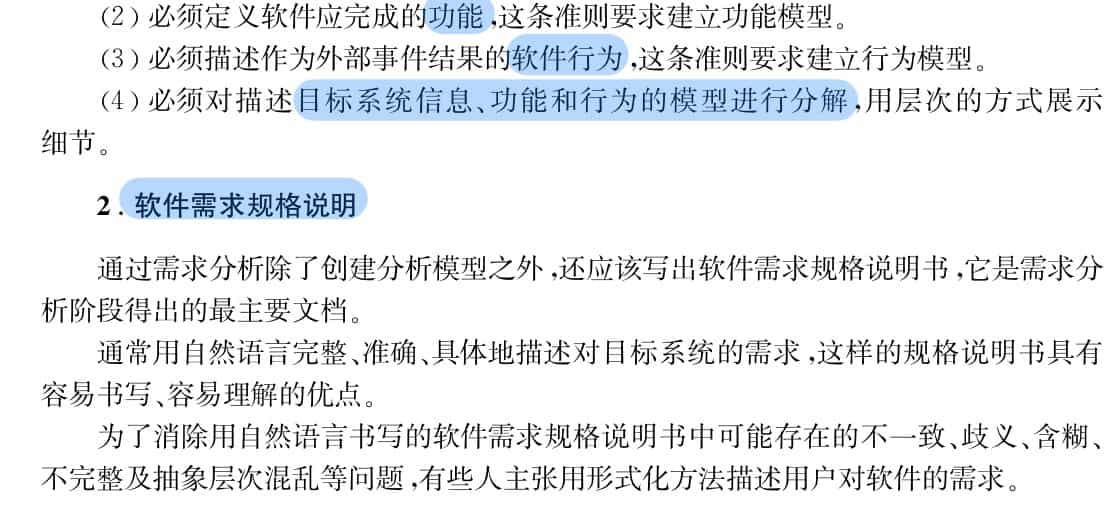 (2) 必须定义软件应完成的功能,这条准则要求建立功能模型。
(3) 必须描述作为外部事件结果的软件行为,这条准则要求建立行为模型。
(4) 必须对描述目标系统信息、功能和行为的模型进行分解,用层次的方式展示
细节。
2. 软件需求规格说明
通过需求分析除了创建分析模型之外,还应该写出软件需求规格说明书,它是需求分
析阶段得出的最主要文档。
通常用自然语言完整、准确、具体地描述对目标系统的需求,这样的规格说明书具有
容易书写、容易理解的优点。
为了消除用自然语言书写的软件需求规格说明书中可能存在的不一致、歧义、含糊、
不完整及抽象层次混乱等问题,有些人主张用形式化方法描述用户对软件的需求。